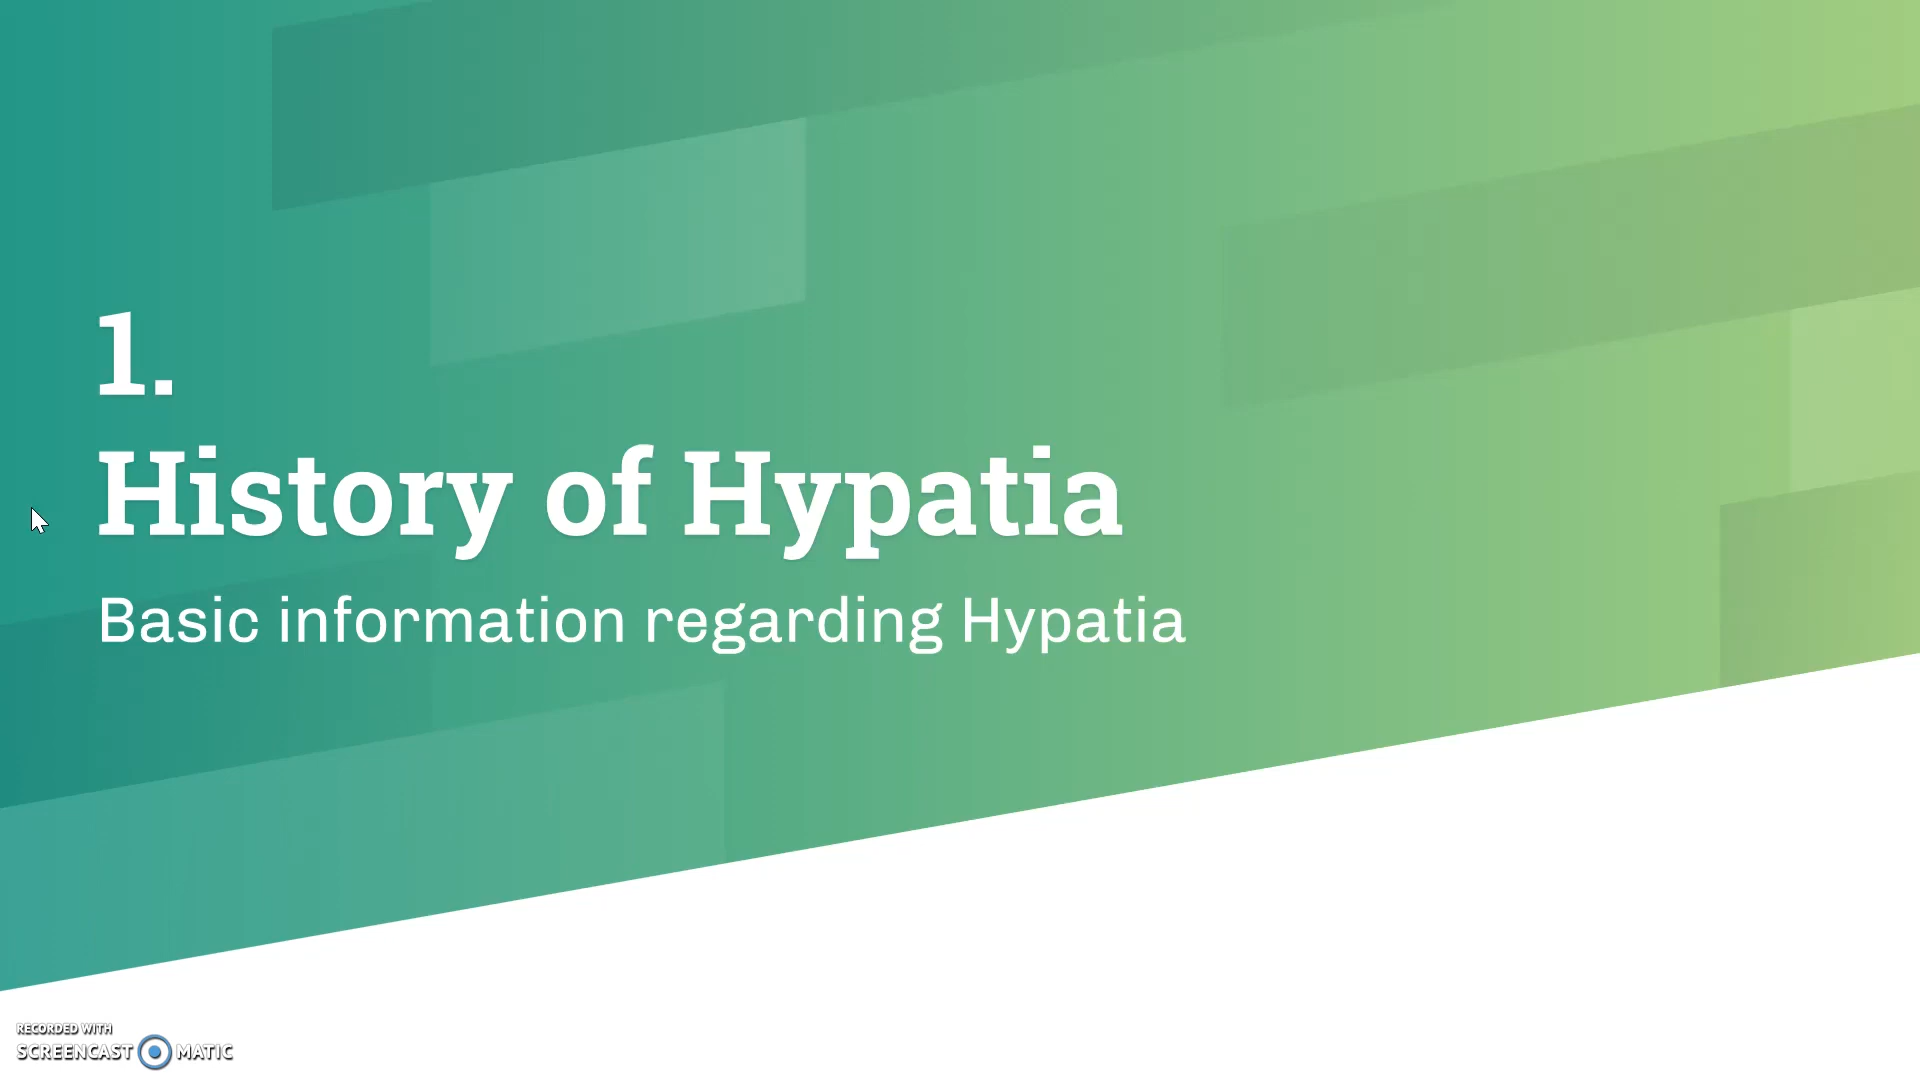 1.
History of Hypatia
Basic information regarding Hypatia
RECORDED WITH
SCREENCAST MATIC